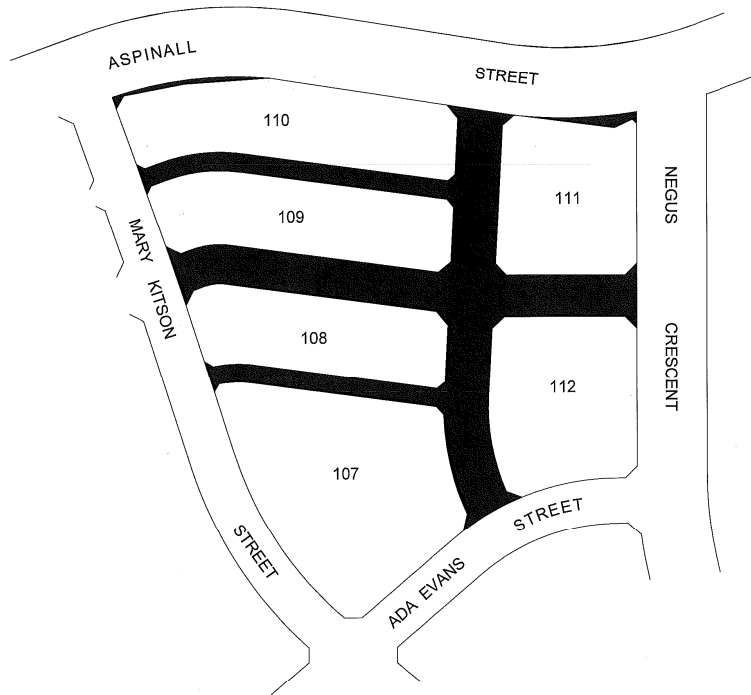 ASPINALL
STREET
110
111
NEGUS
109
MARY KITSON
108
CRESCENT
112
107
STREET
STREET
ADA EVANS